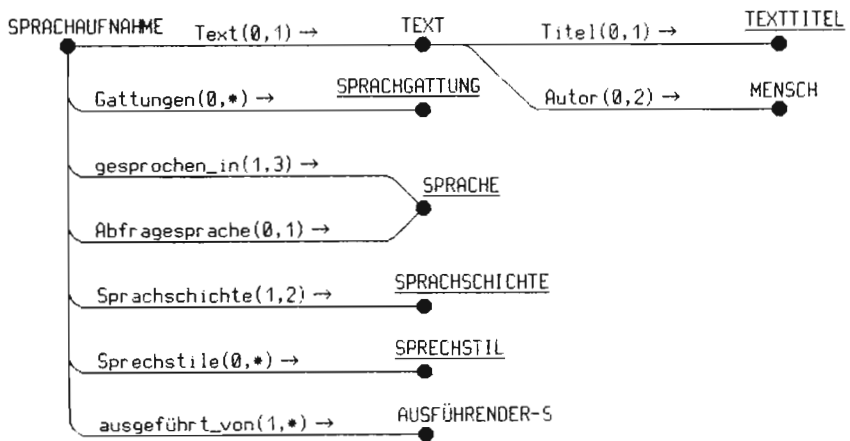 SPRACHAUFNAHME Text(0,1) → TEXT Titel(0,1) → TEXTTITEL
Gattungen(0,*) → SPRACHGATTUNG Autor(0,2) → MENSCH
gesprochen_in(1,3) →
SPRACHE
Abfragesprache(0,1) →
Sprachschichte(1,2) → SPRACHSCHICHTE
Sprechstile(0,*) → SPRECHSTIL
ausgeführt_von(1,*) → AUSFÜHRENDER-S